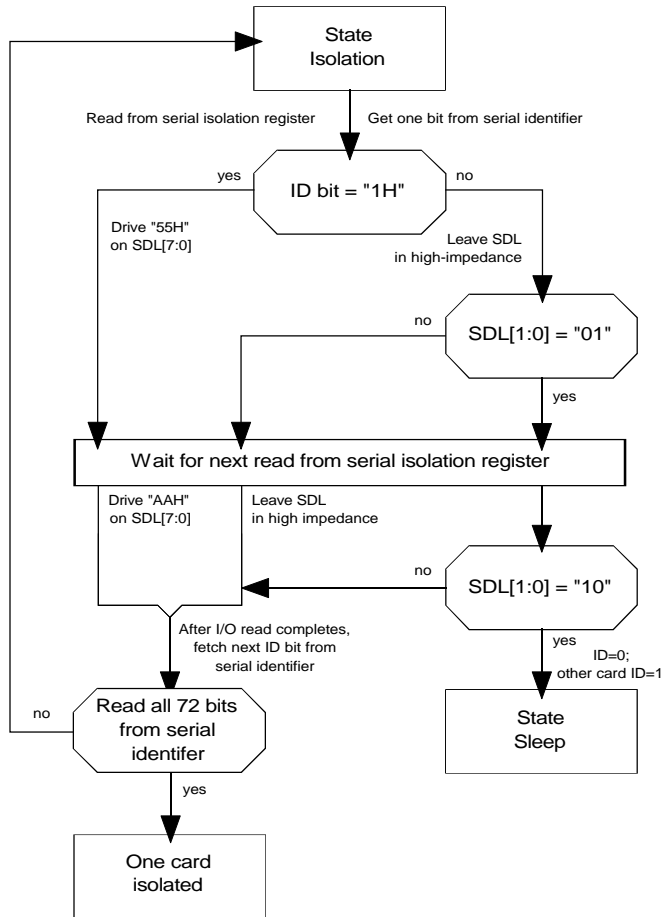 State
Isolation
Read from serial isolation register
Get one bit from serial identifier
yes
ID bit = "1H"
no
Drive "55H"
on SDL[7:0]
Leave SDL
in high-impedance
no
SDL[1:0] = "01"
yes
Wait for next read from serial isolation register
Drive "AAH"
on SDL[7:0]
Leave SDL
in high impedance
no
SDL[1:0] = "10"
After I/O read completes,
fetch next ID bit from
serial identifier
yes
ID=0;
other card ID=1
no
Read all 72 bits
from serial
identifer
State
Sleep
yes
One card
isolated